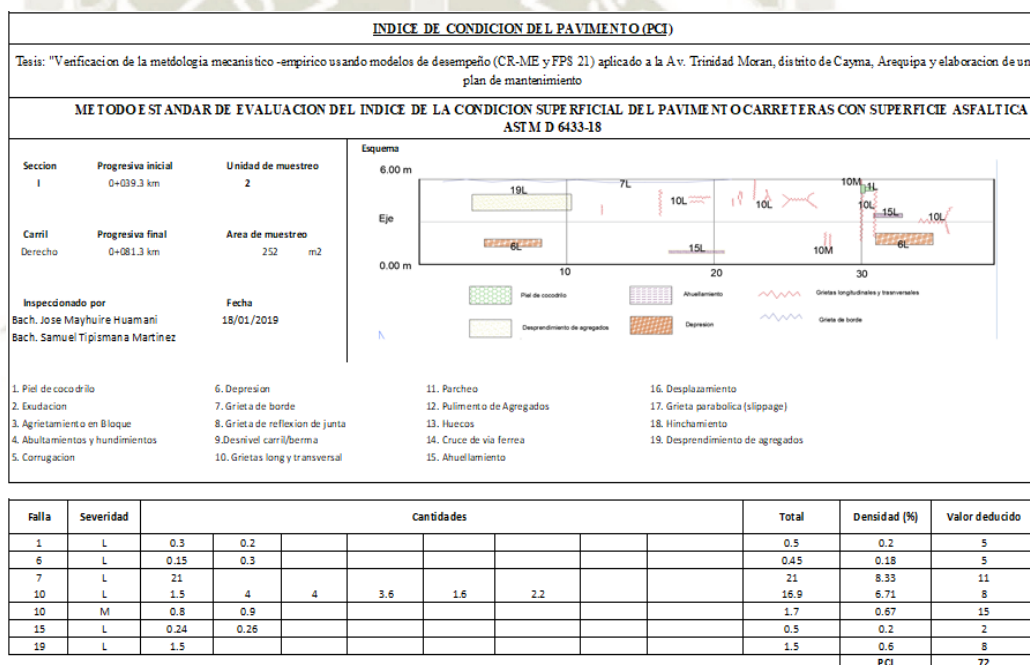 INDICE DE CONDICION DEL PAVIMENTO (PCI)
Tesis: "Verificacion de la metdologia mecanistico -empirico usando modelos de desempeño (CR-ME y FPS 21) aplicado a la Av. Trinidad Moran, distrito de Cayma, Arequipa y elaboracion de un
plan de mantenimiento
METODO ESTANDAR DE EVALUACION DEL INDICE DE LA CONDICION SUPERFICIAL DEL PAVIMENTO CARRETERAS CON SUPERFICIE ASFALTICA
ASTM D 6433-18
Seccion Progresiva inicial Unidad de muestreo
I 0+039.3 km 2
Carril Progresiva final Area de muestreo
Derecho 0+081.3 km 252 m2
Inspeccionado por Fecha
Bach. Jose Mayhuire Huamani 18/01/2019
Bach. Samuel Tipismana Martinez
Esquema
6.00 m
Eje
0.00 m
19L 7L 10L 10L 10M 1L
10L 15L 10L
6L 15L 10M 6L
10 20 30
Piel de cocodrilo Ahuellamiento Grietas longitudinales y trasnversales
Desprendimiento de agregados Depresion Grieta de borde
1. Piel de cocodrilo 6. Depresion 11. Parcheo 16. Desplazamiento
2. Exudacion 7. Grieta de borde 12. Pulimento de Agregados 17. Grieta parabolica (slippage)
3. Agrietamiento en Bloque 8. Grieta de reflexion de junta 13. Huecos 18. Hinchamiento
4. Abultamientos y hundimientos 9.Desnivel carril/berma 14. Cruce de via ferrea 19. Desprendimiento de agregados
5. Corrugacion 10. Grietas long y transversal 15. Ahuellamiento
Falla Severidad Cantidades Total Densidad (%) Valor deducido
1 L 0.3 0.2 0.5 0.2 5
6 L 0.15 0.3 0.45 0.18 5
7 L 21 21 8.33 11
10 L 1.5 4 4 3.6 1.6 2.2 16.9 6.71 8
10 M 0.8 0.9 1.7 0.67 15
15 L 0.24 0.26 0.5 0.2 2
19 L 1.5 1.5 0.6 8
PCI 72